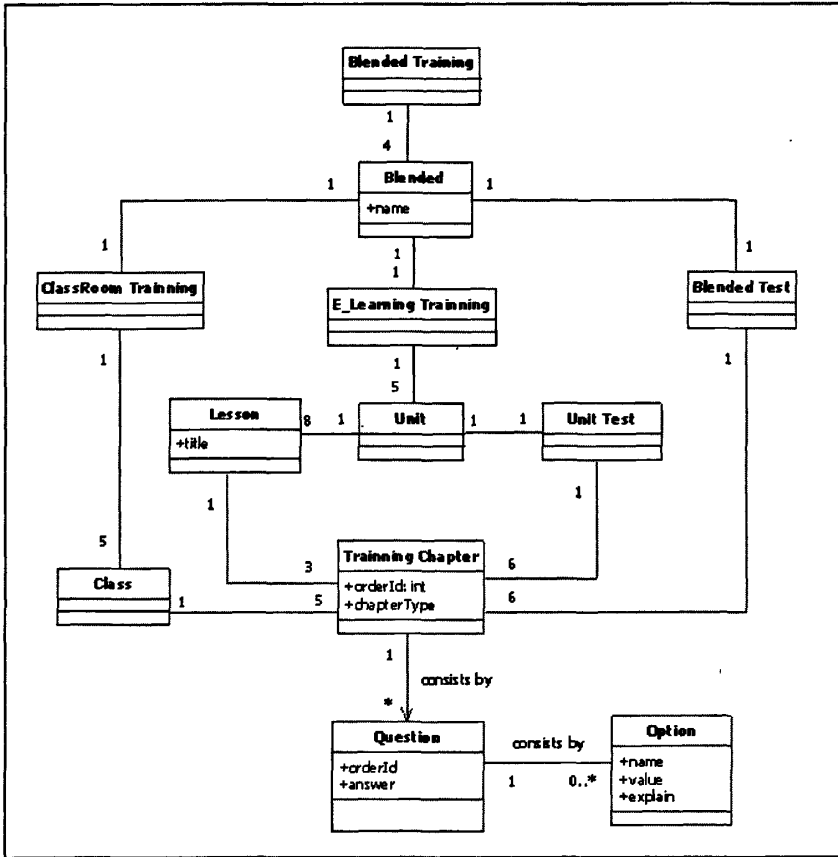 Blended Training
1
4
Blended
+name
1
1
1
1
1
1
ClassRoom Trainning
E_Learning Trainning
Blended Test
1
1
1
5
Lesson
+title
8
1
Unit
1
1
Unit Test
1
1
5
3
6
Trainning Chapter
+orderId: int
+chapterType
Class
1
5
6
1
consists by
*
Question
+orderId
+answer
consists by
1
0..*
Option
+name
+value
+explain